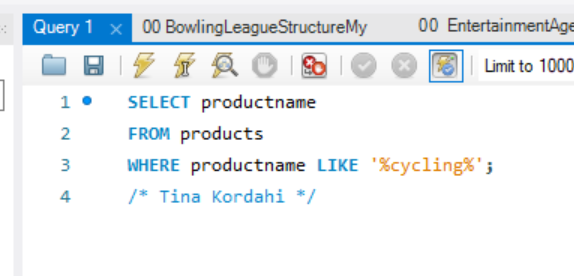 Query 1 × 00 BowlingLeagueStructureMy 00 EntertainmentAge
Limit to 1000
1 SELECT productname
2 FROM products
3 WHERE productname LIKE '%cycling%';
4 /* Tina Kordahi */